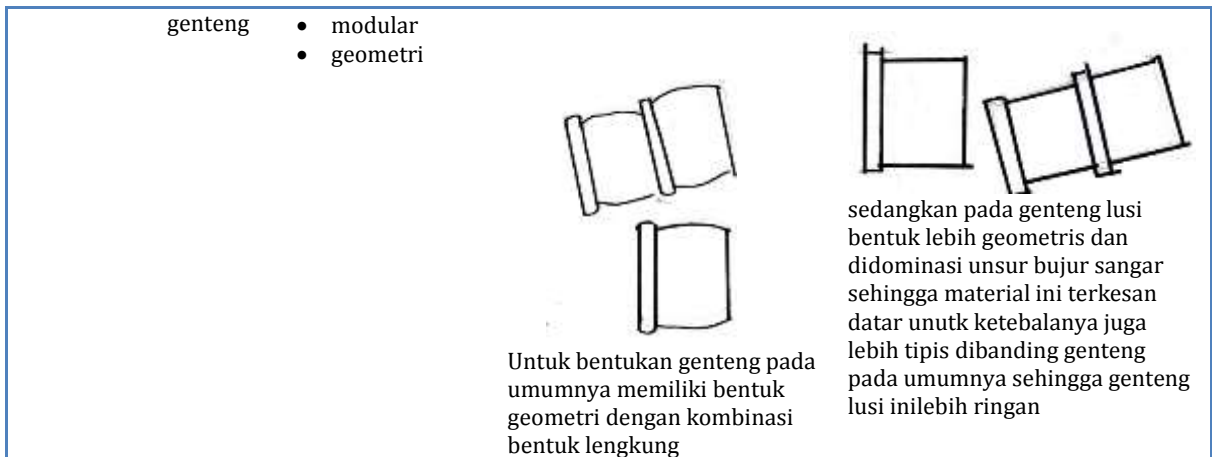 genteng
• modular
• geometri
Untuk bentukan genteng pada
umumnya memiliki bentuk
geometri dengan kombinasi
bentuk lengkung
sedangkan pada genteng lusi
bentuk lebih geometris dan
didominasi unsur bujur sangar
sehingga material ini terkesan
datar unutk ketebalanya juga
lebih tipis dibanding genteng
pada umumnya sehingga genteng
lusi inilebih ringan